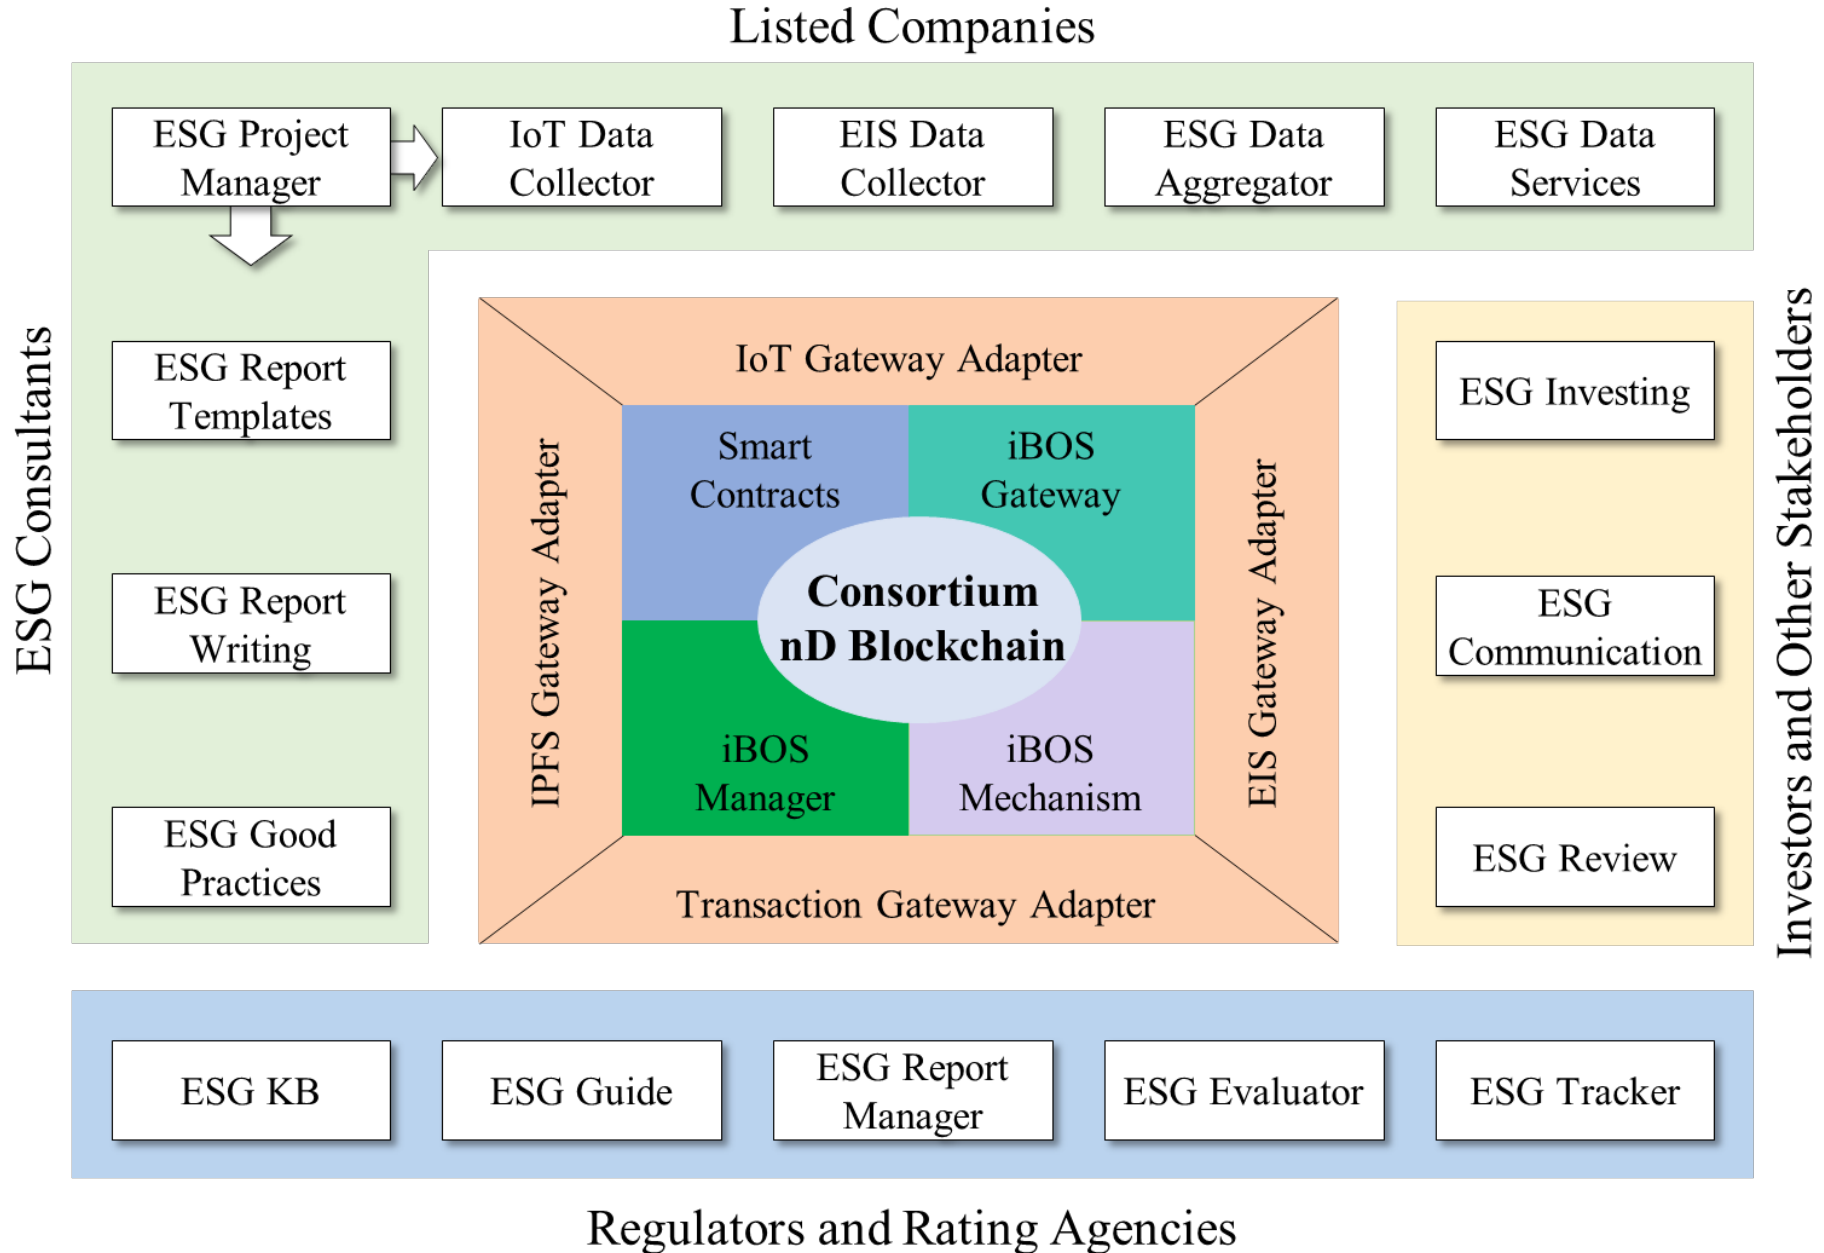 Listed Companies
ESG Project
Manager
IoT Data
Collector
EIS Data
Collector
ESG Data
Aggregator
ESG Data
Services
ESG Consultants
ESG Report
Templates
ESG Report
Writing
ESG Good
Practices
IoT Gateway Adapter
IPFS Gateway Adapter
Smart
Contracts
iBOS
Gateway
Consortium
nD Blockchain
iBOS
Manager
iBOS
Mechanism
EIS Gateway Adapter
Transaction Gateway Adapter
ESG Investing
ESG
Communication
ESG Review
Investors and Other Stakeholders
ESG KB
ESG Guide
ESG Report
Manager
ESG Evaluator
ESG Tracker
Regulators and Rating Agencies